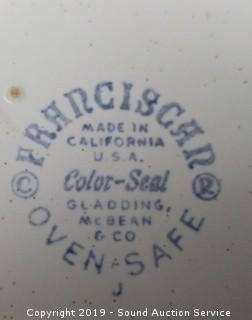 FRANCISCAN
MADE IN
CALIFORNIA
U.S.A.
© Color-Seal ®
GLADDING,
McBEAN
& CO
OVEN-SAFE
J
Copyright 2019 - Sound Auction Service